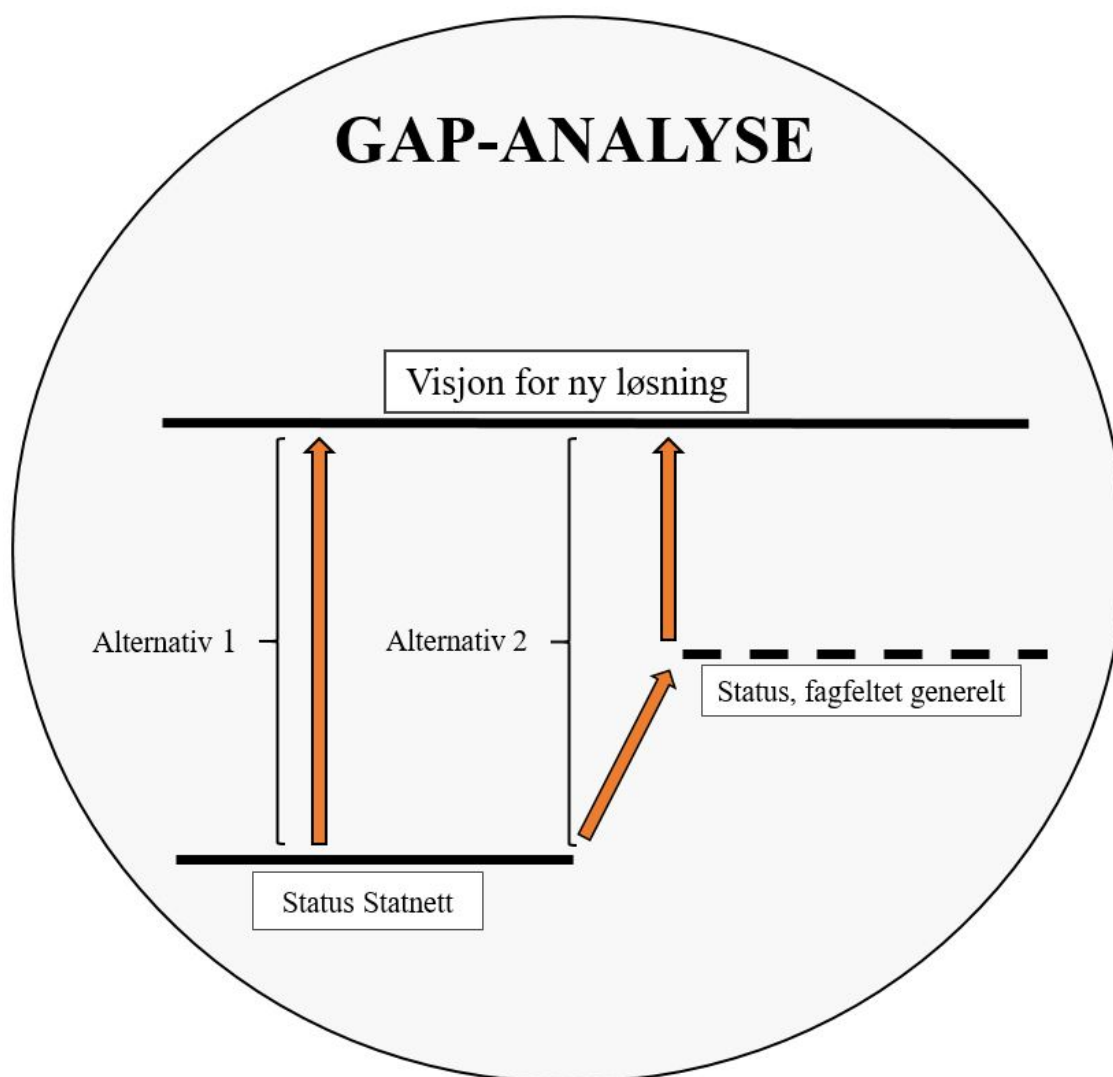 GAP-ANALYSE
Visjon for ny løsning
Alternativ 1
Alternativ 2
Status, fagfeltet generelt
Status Statnett